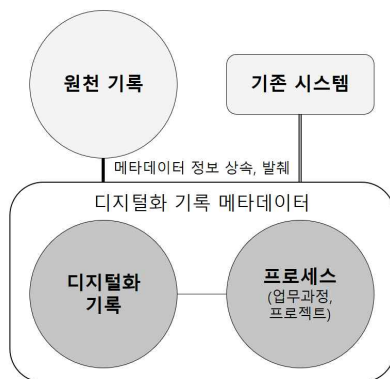 원천 기록
기존 시스템
메타데이터 정보 상속, 발췌
디지털화 기록 메타데이터
디지털화
기록
프로세스
(업무과정,
프로젝트)